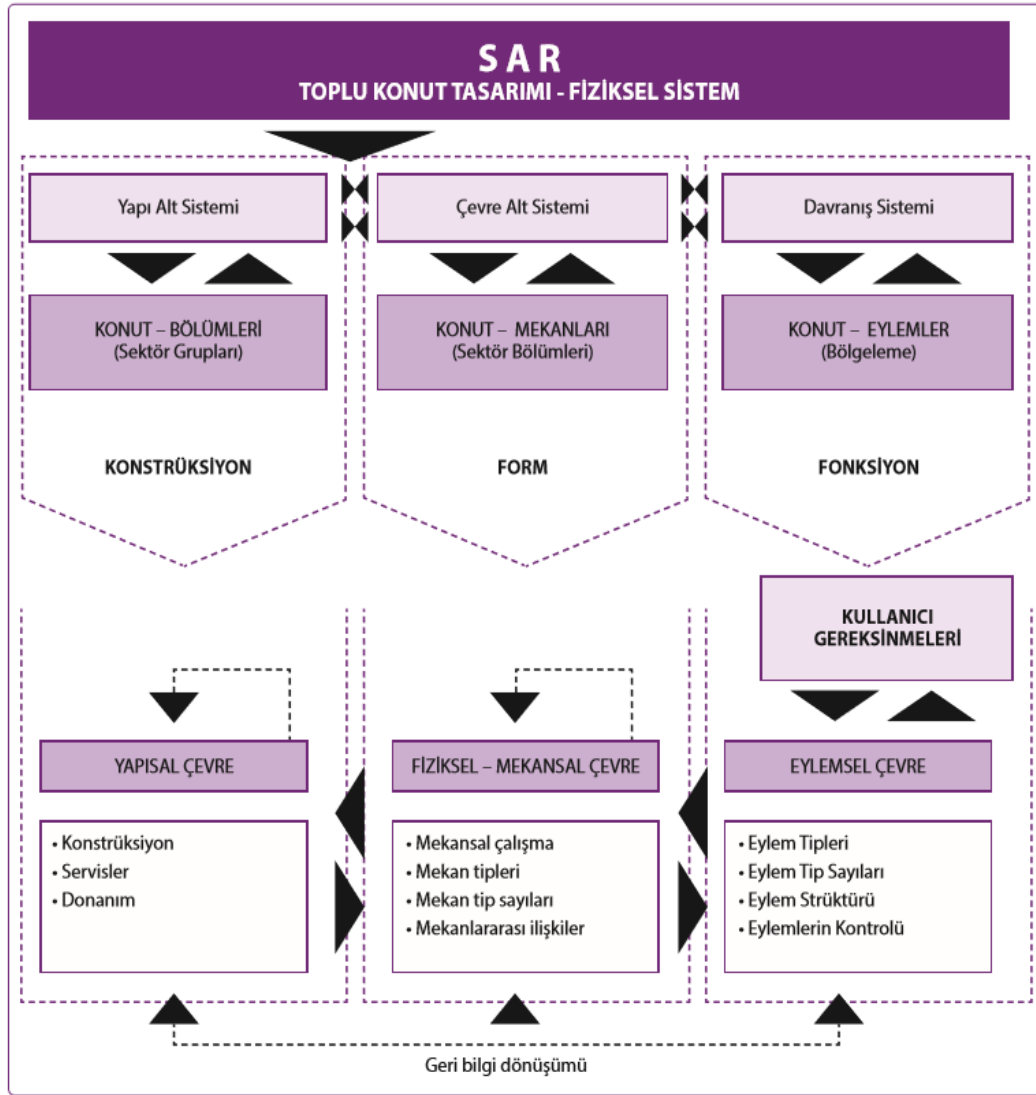 SAR
TOPLU KONUT TASARIMI - FİZİKSEL SİSTEM
Yapı Alt Sistemi
Çevre Alt Sistemi
Davranış Sistemi
KONUT – BÖLÜMLERİ
(Sektör Grupları)
KONUT – MEKANLARI
(Sektör Bölümleri)
KONUT – EYLEMLER
(Bölgeleme)
KONSTRÜKSİYON
FORM
FONKSİYON
KULLANICI
GEREKSİNMELERİ
YAPISAL ÇEVRE
FİZİKSEL – MEKANSAL ÇEVRE
EYLEMSEL ÇEVRE
• Konstrüksiyon
• Servisler
• Donanım
• Mekansal çalışma
• Mekan tipleri
• Mekan tip sayıları
• Mekanlararası ilişkiler
• Eylem Tipleri
• Eylem Tip Sayıları
• Eylem Strüktürü
• Eylemlerin Kontrolü
Geri bilgi dönüşümü